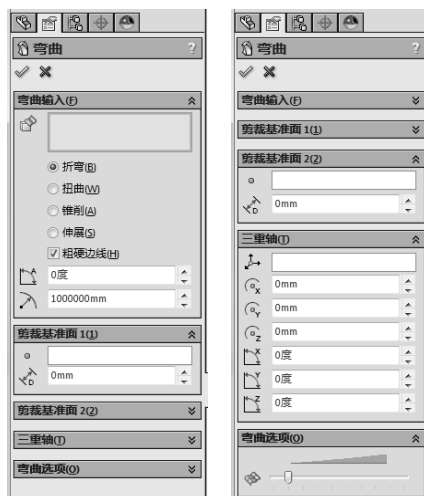 弯曲
?
弯曲输入(F)
折弯(B)
扭曲(W)
锥削(A)
伸展(S)
粗硬边线(H)
A
0度
1000000mm
剪裁基准面 1(1)
D
0mm
剪裁基准面 2(2)
三重轴(T)
弯曲选项(O)
弯曲
?
弯曲输入(F)
剪裁基准面 1(1)
剪裁基准面 2(2)
D
0mm
三重轴(T)
X
0mm
Y
0mm
Z
0mm
X
0度
Y
0度
Z
0度
弯曲选项(O)